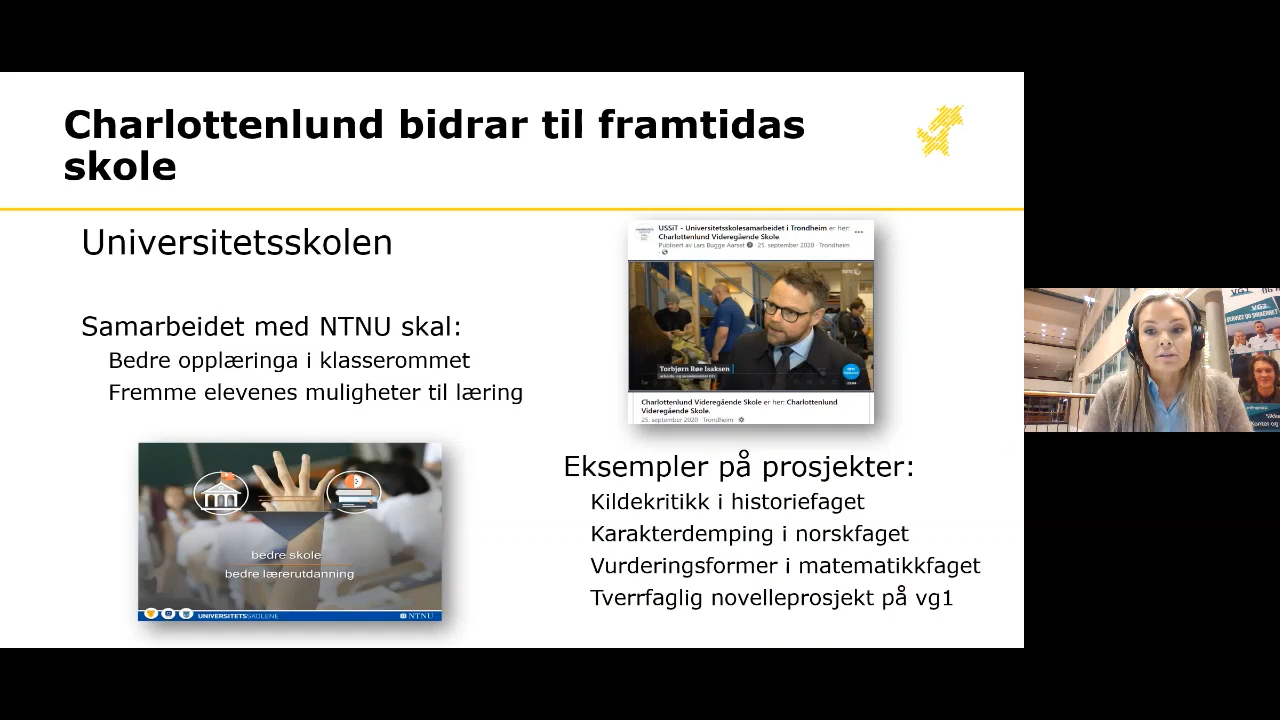 Charlottenlund bidrar til framtidas
skole
Universitetsskolen
Samarbeidet med NTNU skal:
Bedre opplæringa i klasserommet
Fremme elevenes muligheter til læring
bedre skole
bedre lærerutdanning
UNIVERSITETSSKOLENE
NTNU
USSiT - Universitetsskolesamarbeidet i Trondheim er her:
Charlottenlund Videregående Skole.
Publisert av Lars Bugge Aarset · 25. september 2020 · Trondheim
Torbjørn Røe Isaksen
Charlottenlund Videregående Skole er her: Charlottenlund
Videregående Skole.
25. september 2020 · Trondheim
Eksempler på prosjekter:
Kildekritikk i historiefaget
Karakterdemping i norskfaget
Vurderingsformer i matematikkfaget
Tverrfaglig novelleprosjekt på vg1
VG1
VG2